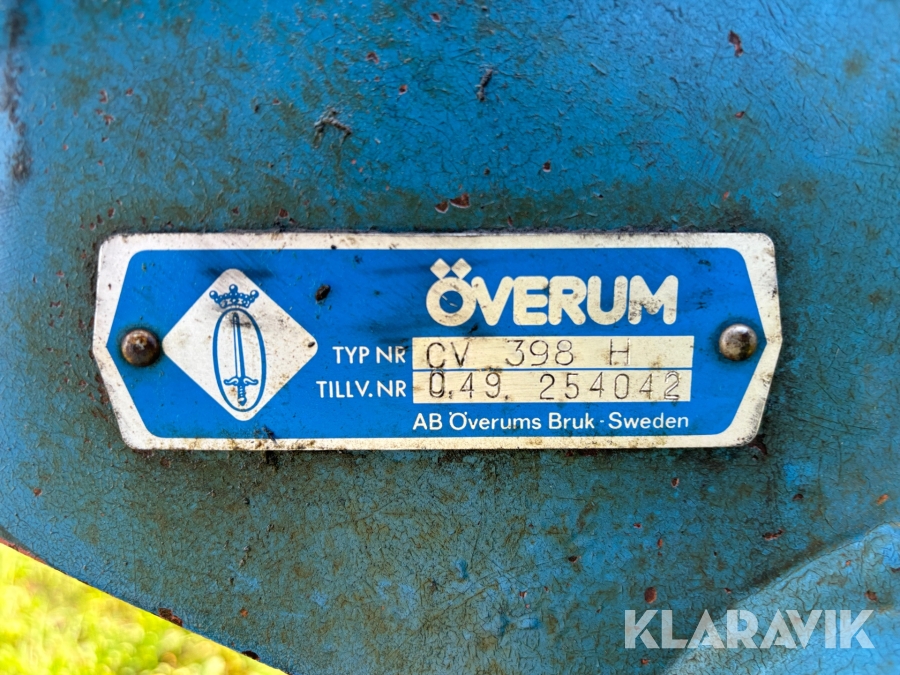 ÖVERUM
TYP NR CV 398 H
TILLV. NR 0.49. 254042
AB Överums Bruk · Sweden
KLARAVIK